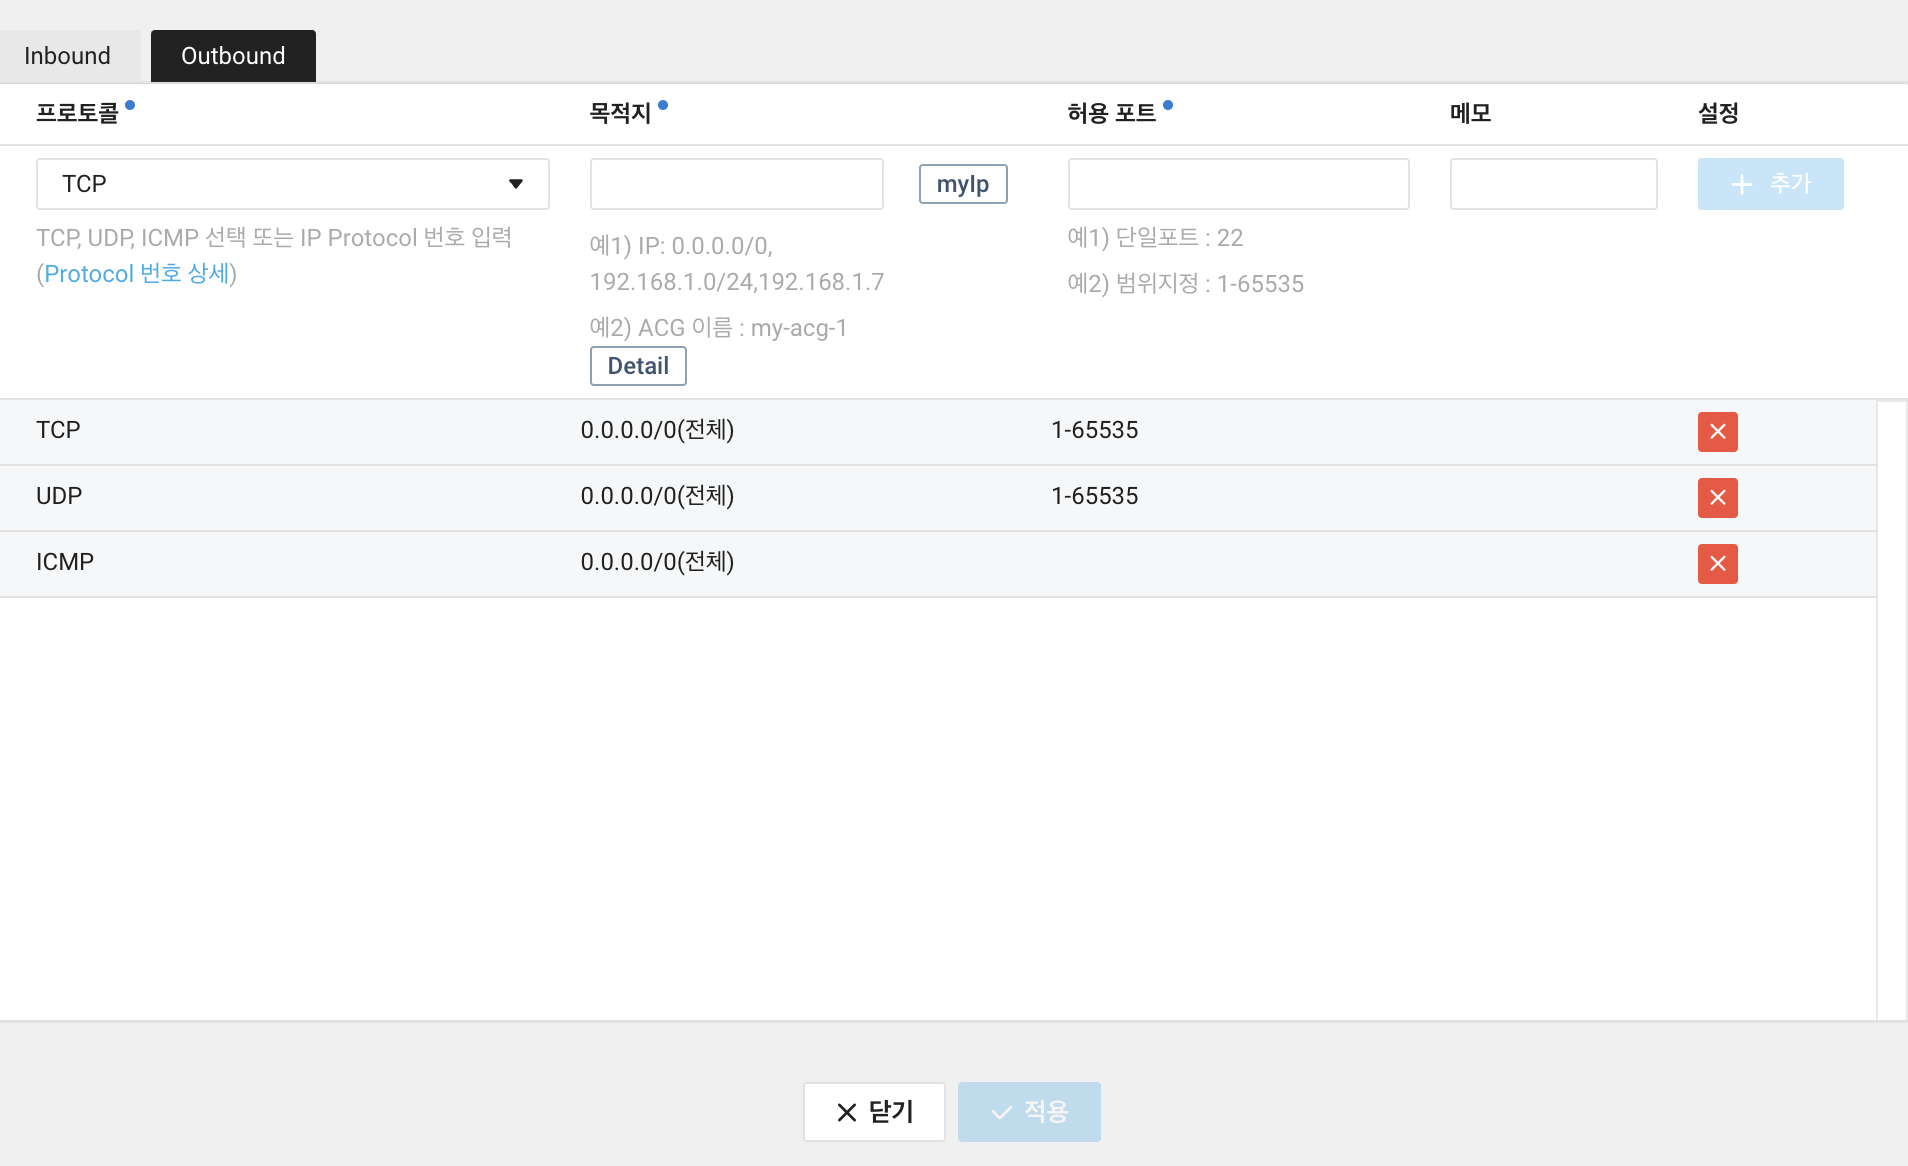 Inbound
Outbound
프로토콜
목적지
허용 포트
메모
설정
TCP
myIp
추가
TCP, UDP, ICMP 선택 또는 IP Protocol 번호 입력
(Protocol 번호 상세)
예1) IP: 0.0.0.0/0,
192.168.1.0/24,192.168.1.7
예2) ACG 이름 : my-acg-1
Detail
예1) 단일포트 : 22
예2) 범위지정 : 1-65535
TCP 0.0.0.0/0(전체) 1-65535
UDP 0.0.0.0/0(전체) 1-65535
ICMP 0.0.0.0/0(전체)
닫기
적용